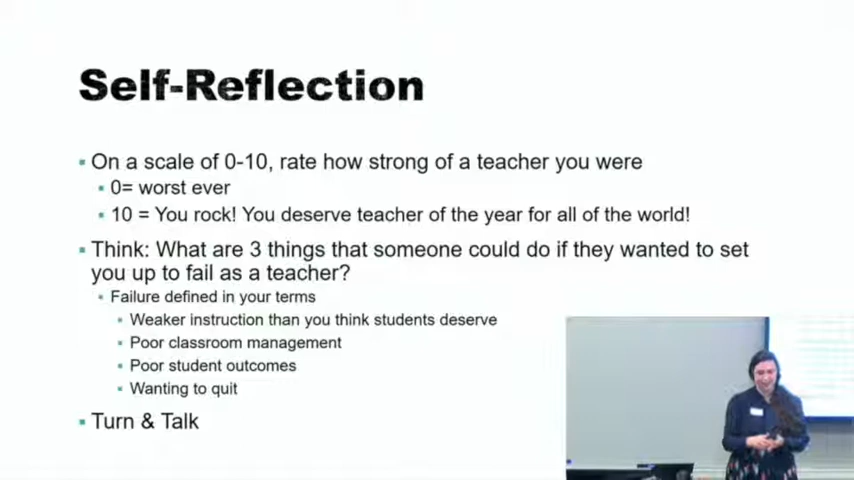 Self-Reflection
On a scale of 0-10, rate how strong of a teacher you were
0= worst ever
10 = You rock! You deserve teacher of the year for all of the world!
Think: What are 3 things that someone could do if they wanted to set
you up to fail as a teacher?
Failure defined in your terms
Weaker instruction than you think students deserve
Poor classroom management
Poor student outcomes
Wanting to quit
Turn & Talk